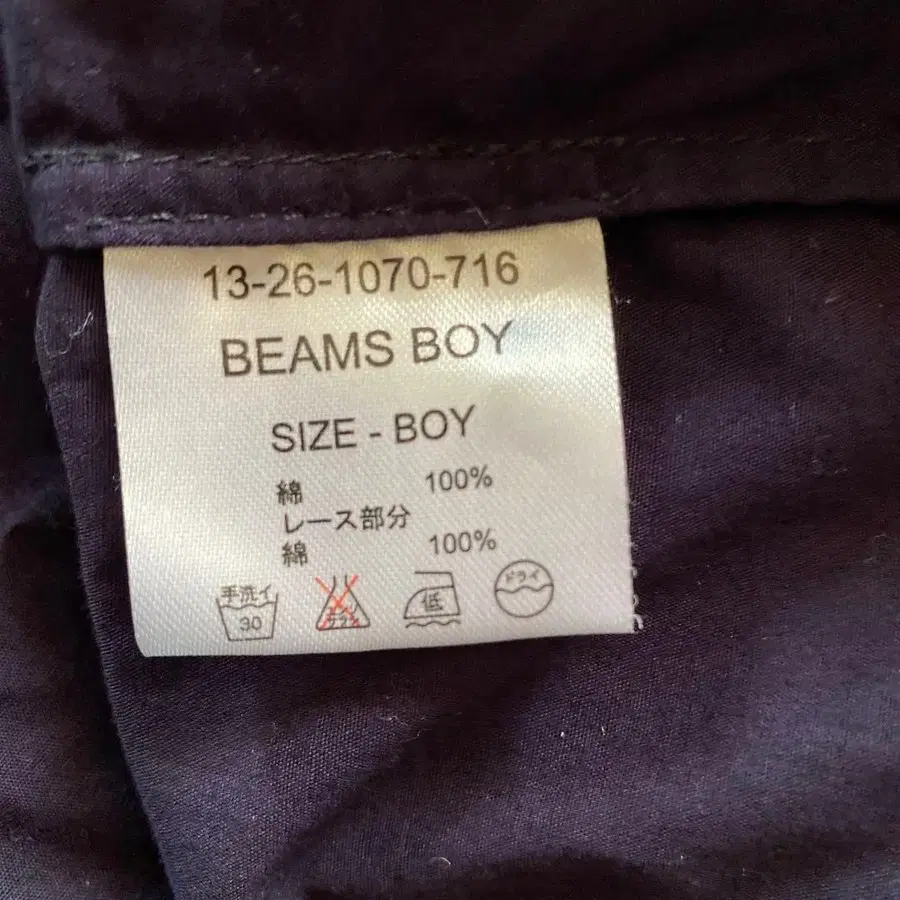 13-26-1070-716
BEAMS BOY
SIZE - BOY
綿 100%
レース部分
綿 100%
手洗イ 30 低 ドライ